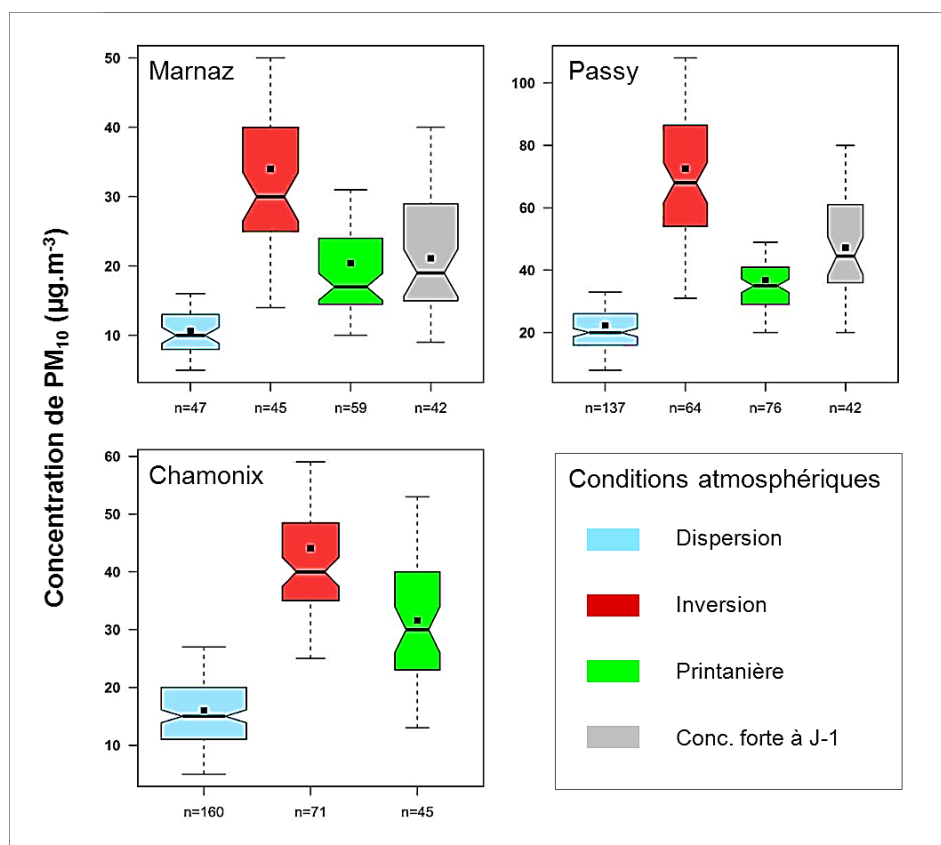 Concentration de PM₁₀ (µg.m⁻³)
Marnaz
50
40
30
20
10
n=47 n=45 n=59 n=42
Passy
100
80
60
40
20
n=137 n=64 n=76 n=42
Chamonix
60
50
40
30
20
10
n=160 n=71 n=45
Conditions atmosphériques
Dispersion
Inversion
Printanière
Conc. forte à J-1